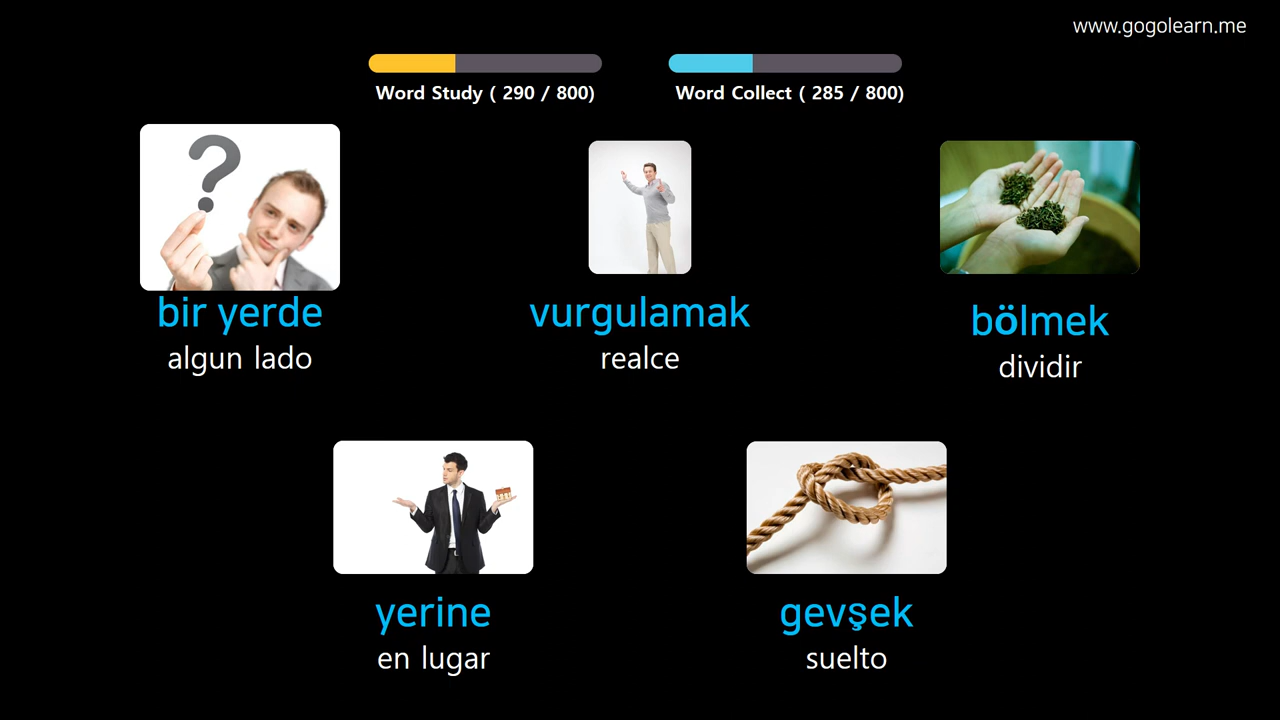 www.gogolearn.me
Word Study ( 290 / 800)
Word Collect ( 285 / 800)
bir yerde
algun lado
vurgulamak
realce
bölmek
dividir
yerine
en lugar
gevşek
suelto